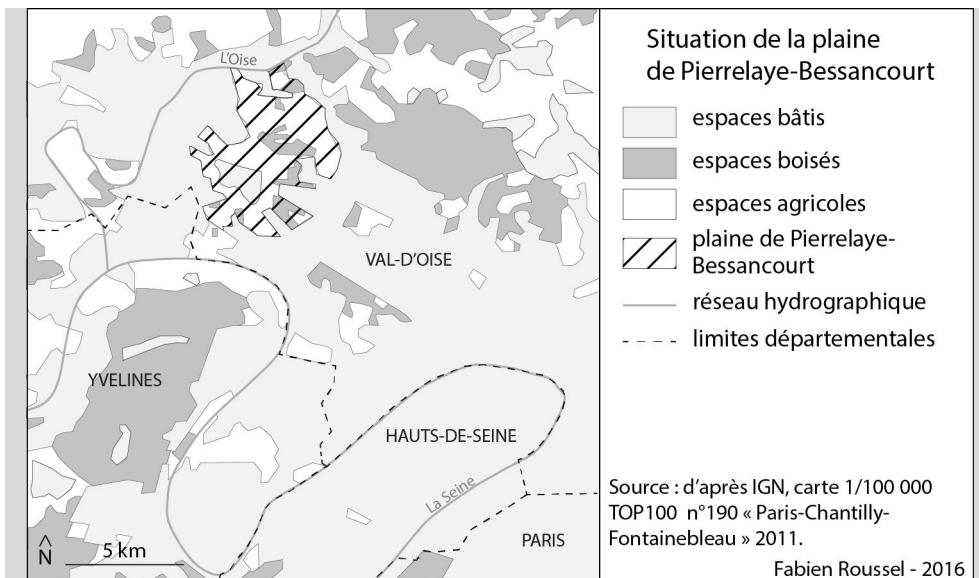 L'Oise
VAL-D'OISE
YVELINES
HAUTS-DE-SEINE
La Seine
PARIS
N
5 km
Situation de la plaine
de Pierrelaye-Bessancourt
espaces bâtis
espaces boisés
espaces agricoles
plaine de Pierrelaye-
Bessancourt
réseau hydrographique
limites départementales
Source : d'après IGN, carte 1/100 000
TOP100 n°190 « Paris-Chantilly-
Fontainebleau » 2011.
Fabien Roussel - 2016